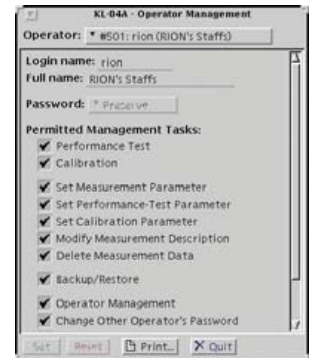 KL-04A - Operator Management
Operator: * #501: rion (RION's Staffs)
Login name: rion
Full name: RION's Staffs
Password: * Preserve
Permitted Management Tasks:
Performance Test
Calibration
Set Measurement Parameter
Set Performance-Test Parameter
Set Calibration Parameter
Modify Measurement Description
Delete Measurement Data
Backup/Restore
Operator Management
Change Other Operator's Password
Set Reset Print... Quit